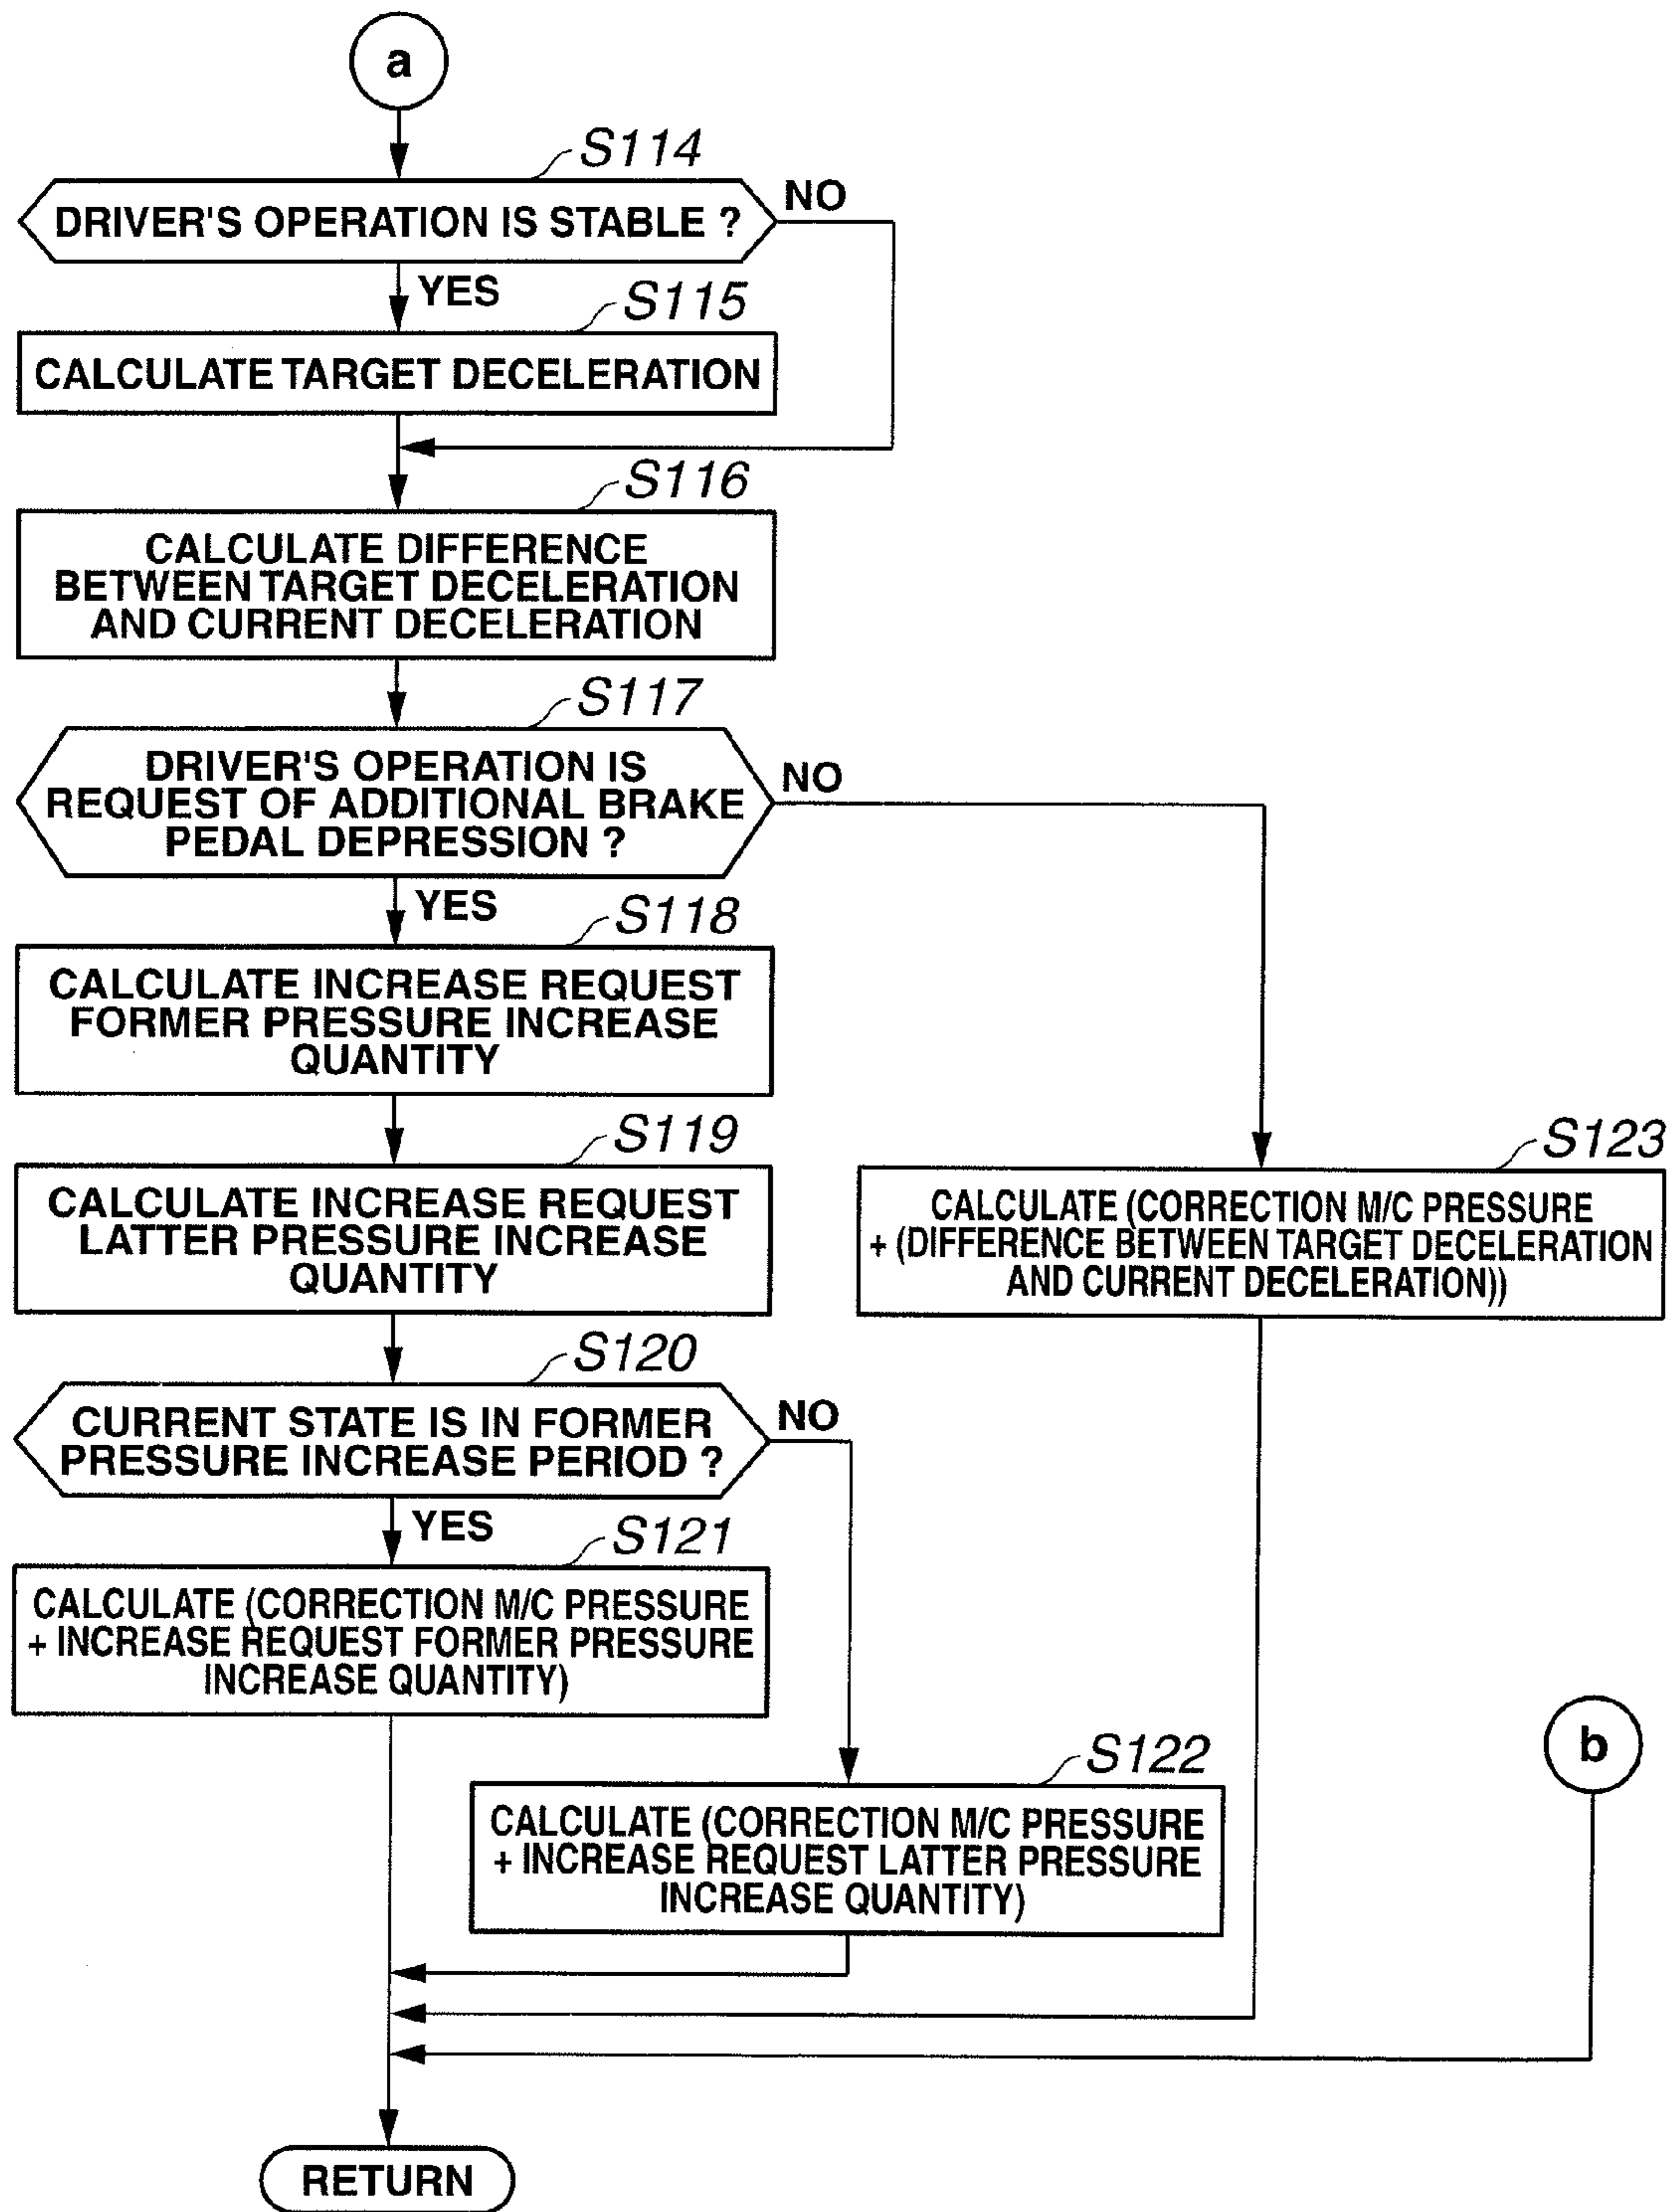 a
S114
DRIVER'S OPERATION IS STABLE ?
NO
YES
S115
CALCULATE TARGET DECELERATION
S116
CALCULATE DIFFERENCE
BETWEEN TARGET DECELERATION
AND CURRENT DECELERATION
S117
DRIVER'S OPERATION IS
REQUEST OF ADDITIONAL BRAKE
PEDAL DEPRESSION ?
NO
YES
S118
CALCULATE INCREASE REQUEST
FORMER PRESSURE INCREASE
QUANTITY
S119
CALCULATE INCREASE REQUEST
LATTER PRESSURE INCREASE
QUANTITY
S123
CALCULATE (CORRECTION M/C PRESSURE
+ (DIFFERENCE BETWEEN TARGET DECELERATION
AND CURRENT DECELERATION))
S120
CURRENT STATE IS IN FORMER
PRESSURE INCREASE PERIOD ?
NO
YES
S121
CALCULATE (CORRECTION M/C PRESSURE
+ INCREASE REQUEST FORMER PRESSURE
INCREASE QUANTITY)
b
S122
CALCULATE (CORRECTION M/C PRESSURE
+ INCREASE REQUEST LATTER PRESSURE
INCREASE QUANTITY)
RETURN